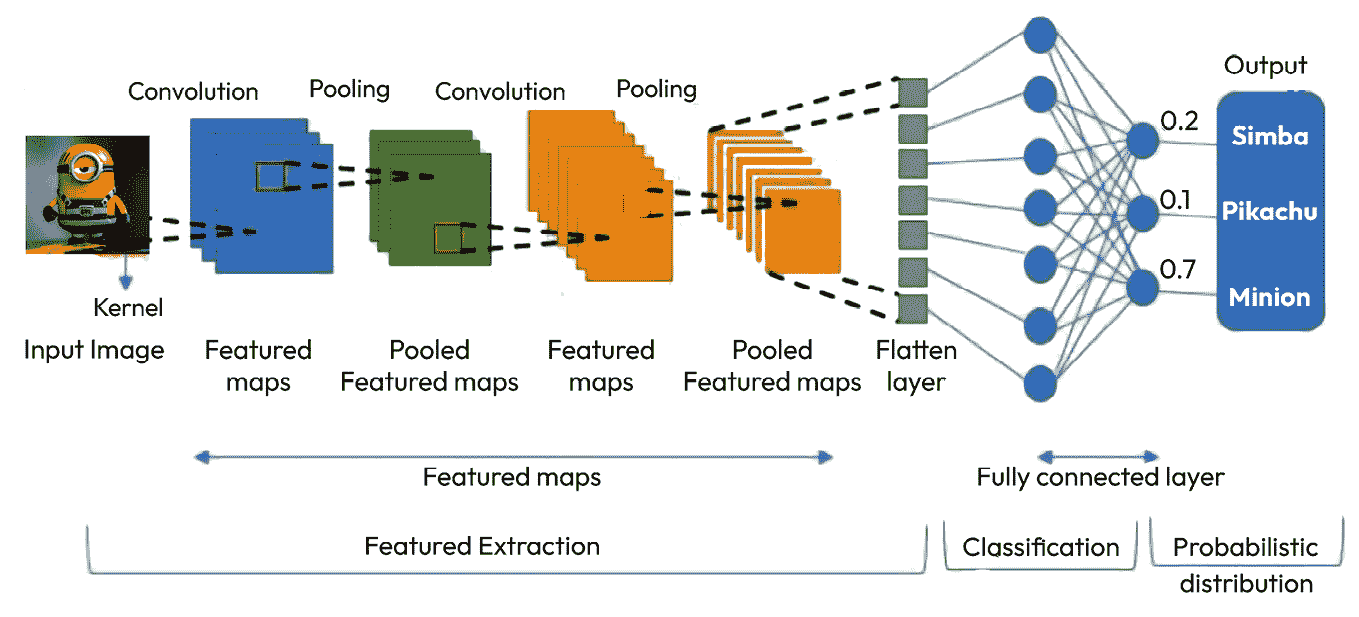 Convolution
Pooling
Convolution
Pooling
Output
0.2
Simba
0.1
Pikachu
0.7
Minion
Kernel
Input Image
Featured
maps
Pooled
Featured maps
Featured
maps
Pooled
Featured maps
Flatten
layer
Featured maps
Fully connected layer
Featured Extraction
Classification
Probabilistic
distribution